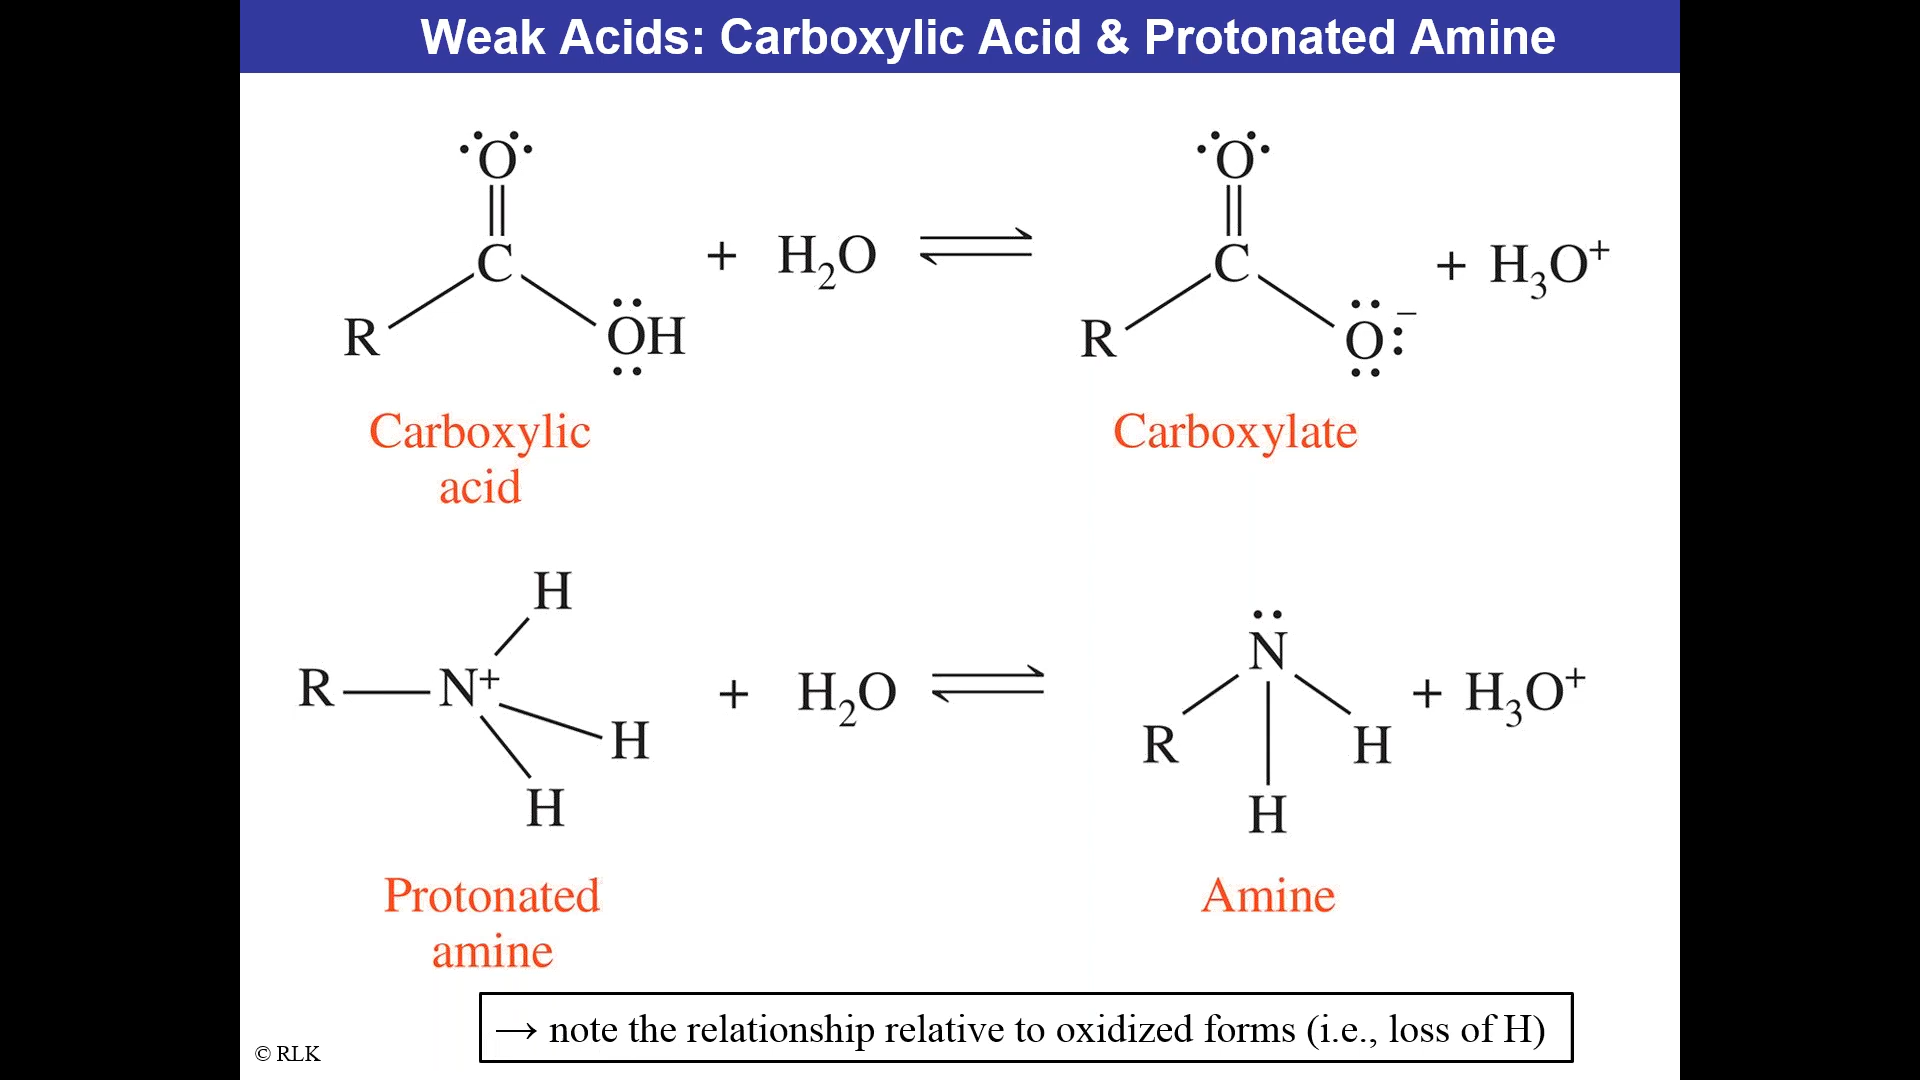 Weak Acids: Carboxylic Acid & Protonated Amine
O
C
R
OH
+ H₂O ⇌
O
C
R
O⁻
+ H₃O⁺
Carboxylic
acid
Carboxylate
H
R—N⁺
H
H
+ H₂O ⇌
N
R
H
H
+ H₃O⁺
Protonated
amine
Amine
→ note the relationship relative to oxidized forms (i.e., loss of H)
© RLK